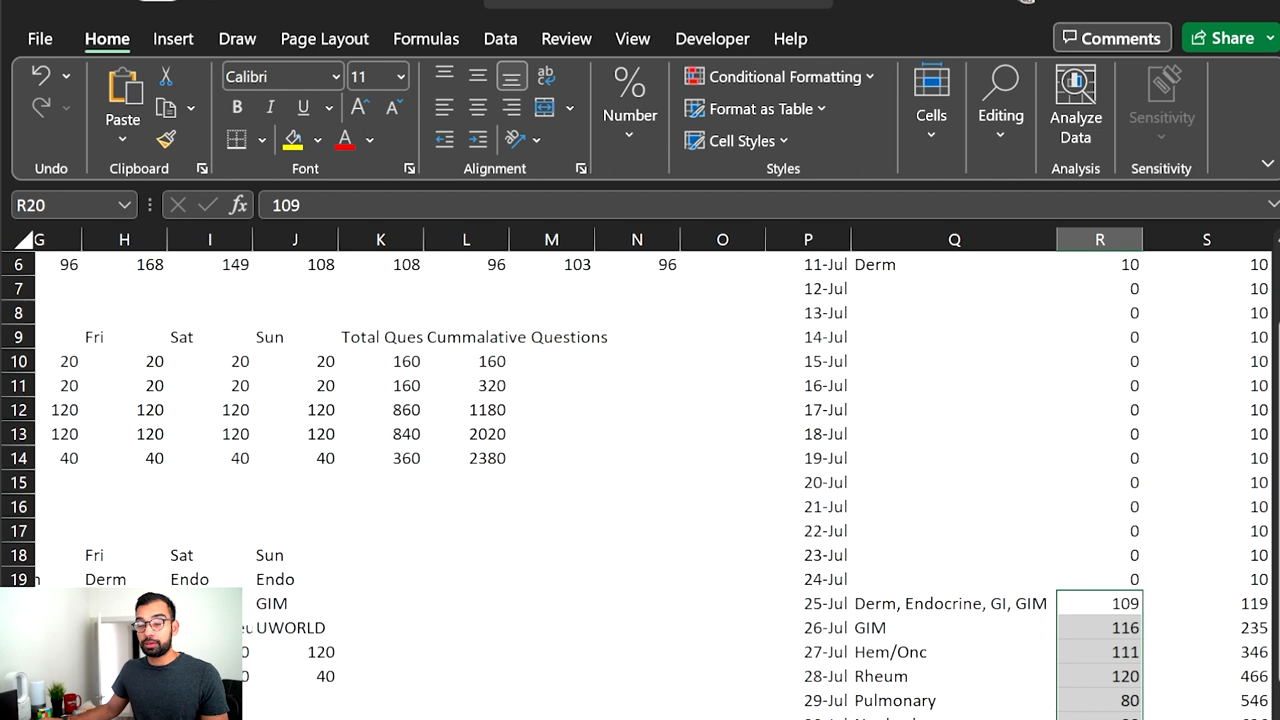 File Home Insert Draw Page Layout Formulas Data Review View Developer Help Comments Share
Calibri 11 Conditional Formatting
Paste B I U A A A Number Format as Table Cells Editing Analyze Data Sensitivity
Cell Styles
Undo Clipboard Font Alignment Styles Analysis Sensitivity
R20 fx 109
G H I J K L M N O P Q R S
6 96 168 149 108 108 96 103 96 11-Jul Derm 10 10
7 12-Jul 0 10
8 13-Jul 0 10
9 Fri Sat Sun Total Ques Cummalative Questions 14-Jul 0 10
10 20 20 20 20 160 160 15-Jul 0 10
11 20 20 20 20 160 320 16-Jul 0 10
12 120 120 120 120 860 1180 17-Jul 0 10
13 120 120 120 120 840 2020 18-Jul 0 10
14 40 40 40 40 360 2380 19-Jul 0 10
15 20-Jul 0 10
16 21-Jul 0 10
17 22-Jul 0 10
18 Fri Sat Sun 23-Jul 0 10
19 Derm Endo Endo 24-Jul 0 10
GIM 25-Jul Derm, Endocrine, GI, GIM 109 119
UWORLD 26-Jul GIM 116 235
120 27-Jul Hem/Onc 111 346
40 28-Jul Rheum 120 466
29-Jul Pulmonary 80 546